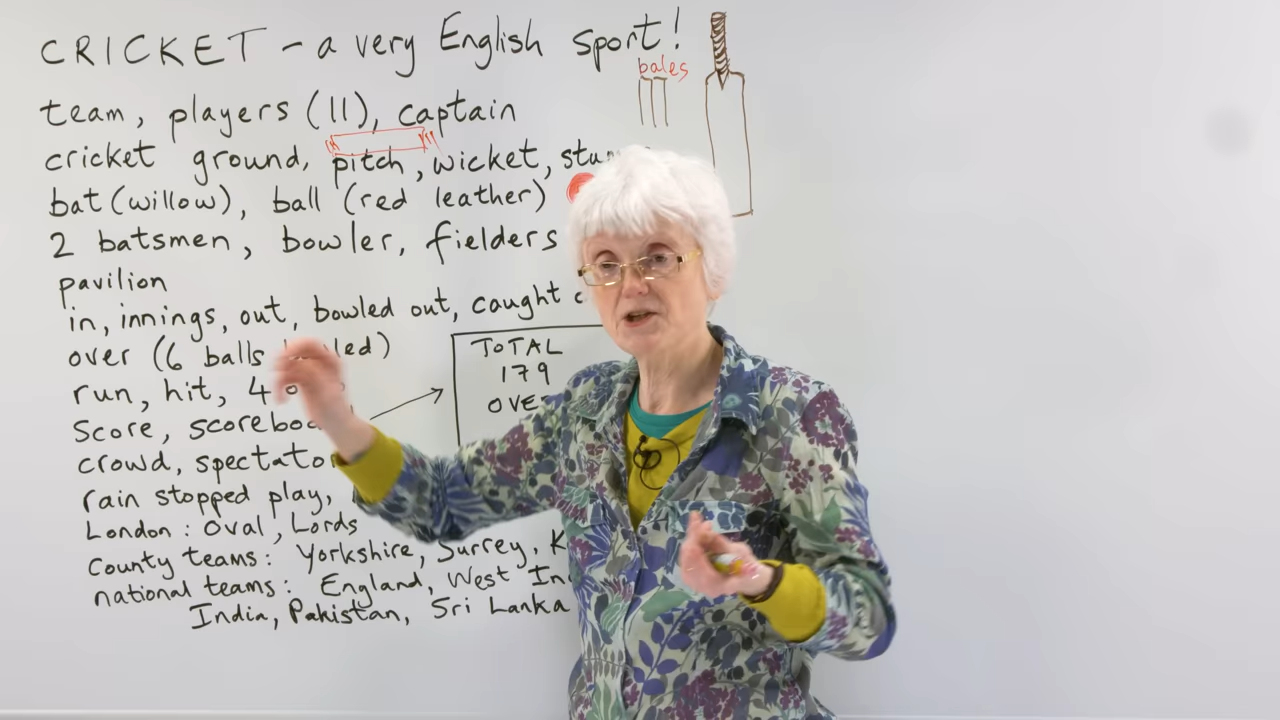 CRICKET - a very English sport!
bales
team, players (11), captain
cricket ground, pitch, wicket,
bat (willow), ball (red leather)
2 batsmen, bowler, fielders
pavilion
in, innings, out, bowled out, caught
over (6 balls
run, hit, 4
Score,
crowd,
rain stopped play,
London: Oval, Lords
County teams: Yorkshire, Surrey,
national teams: England, West
India, Pakistan, Sri Lanka
TOTAL
179